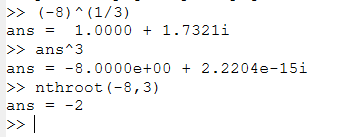 >> (-8)^(1/3)
ans =  1.0000 + 1.7321i
>> ans^3
ans = -8.0000e+00 + 2.2204e-15i
>> nthroot(-8,3)
ans = -2
>>